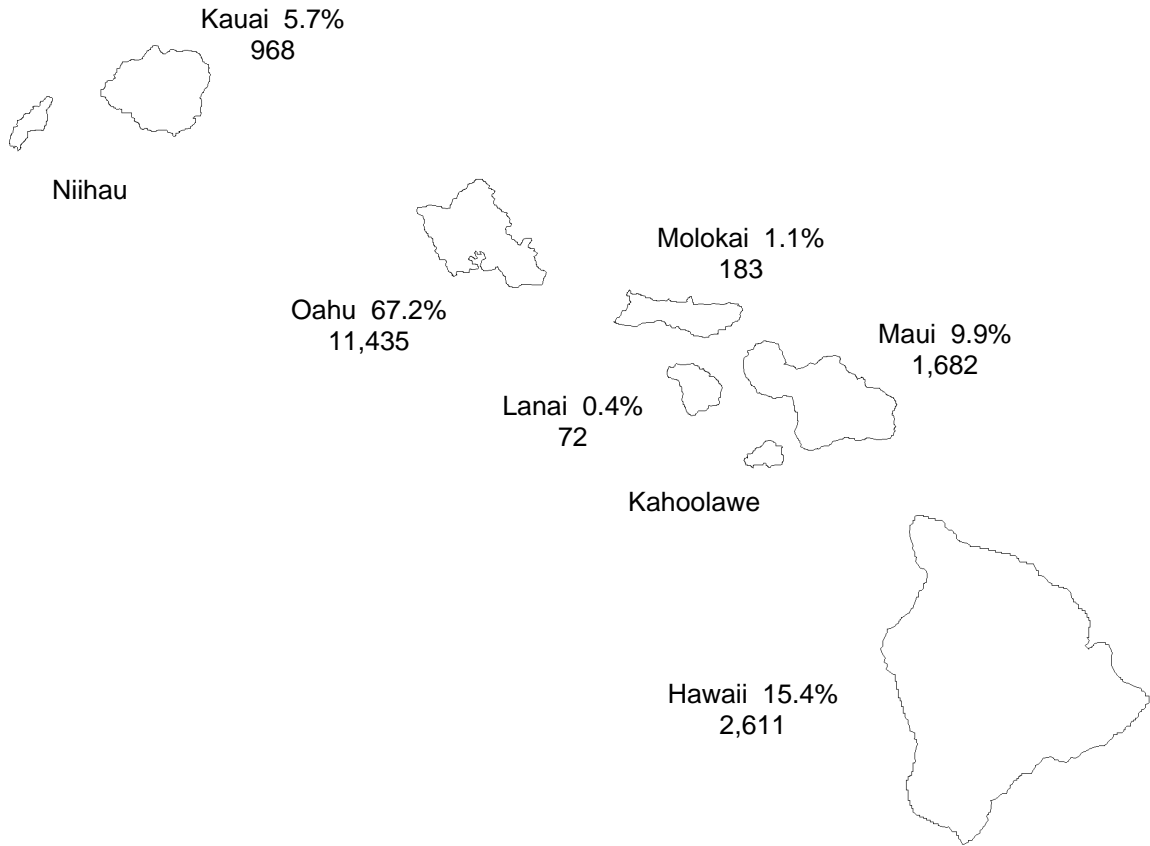 Kauai 5.7%
968
Niihau
Molokai 1.1%
183
Oahu 67.2%
11,435
Maui 9.9%
1,682
Lanai 0.4%
72
Kahoolawe
Hawaii 15.4%
2,611